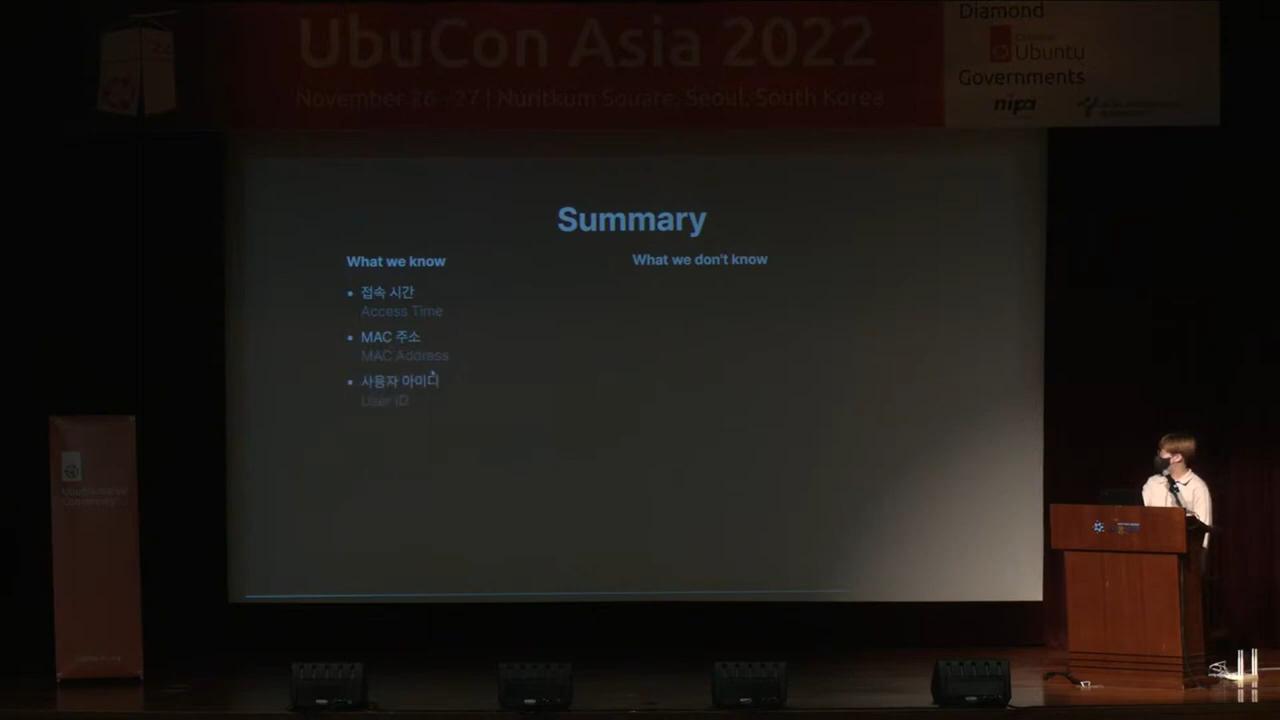 UbuCon Asia 2022
November 26 - 27 | Nuritkum Square, Seoul, South Korea
Diamond
Ubuntu
Governments
nipa
Summary
What we know
What we don't know
• 접속 시간
Access Time
• MAC 주소
MAC Address
• 사용자 아이디
User ID